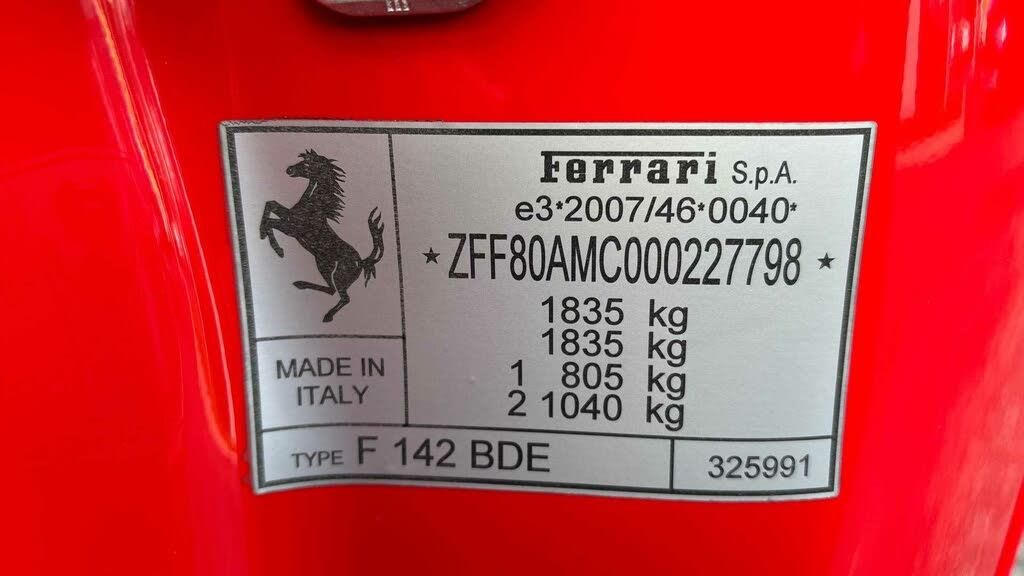 Ferrari S.p.A.
e3*2007/46*0040*
* ZFF80AMC000227798 *
1835 kg
1835 kg
1 805 kg
2 1040 kg
MADE IN
ITALY
TYPE F 142 BDE
325991